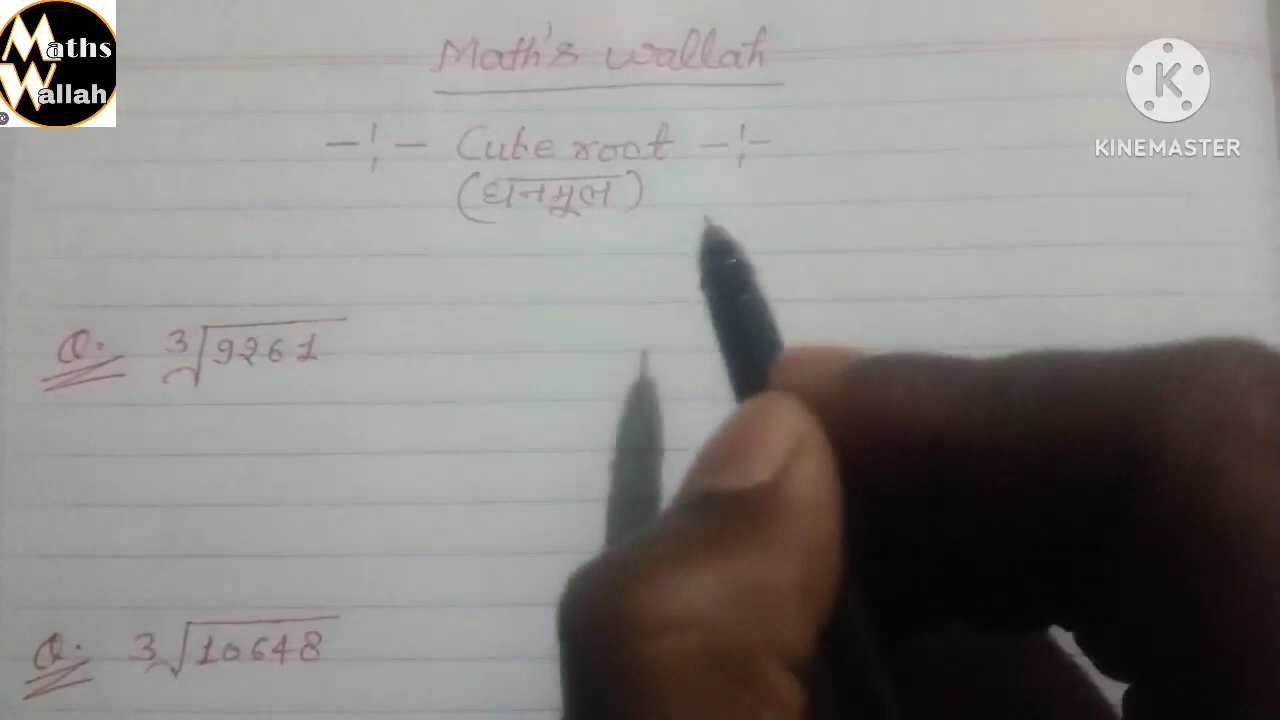 Maths
Wallah
©
KINEMASTER
Math's wallah
Cube root
(घनमूल)
Q. 3√9261
Q. 3√10648